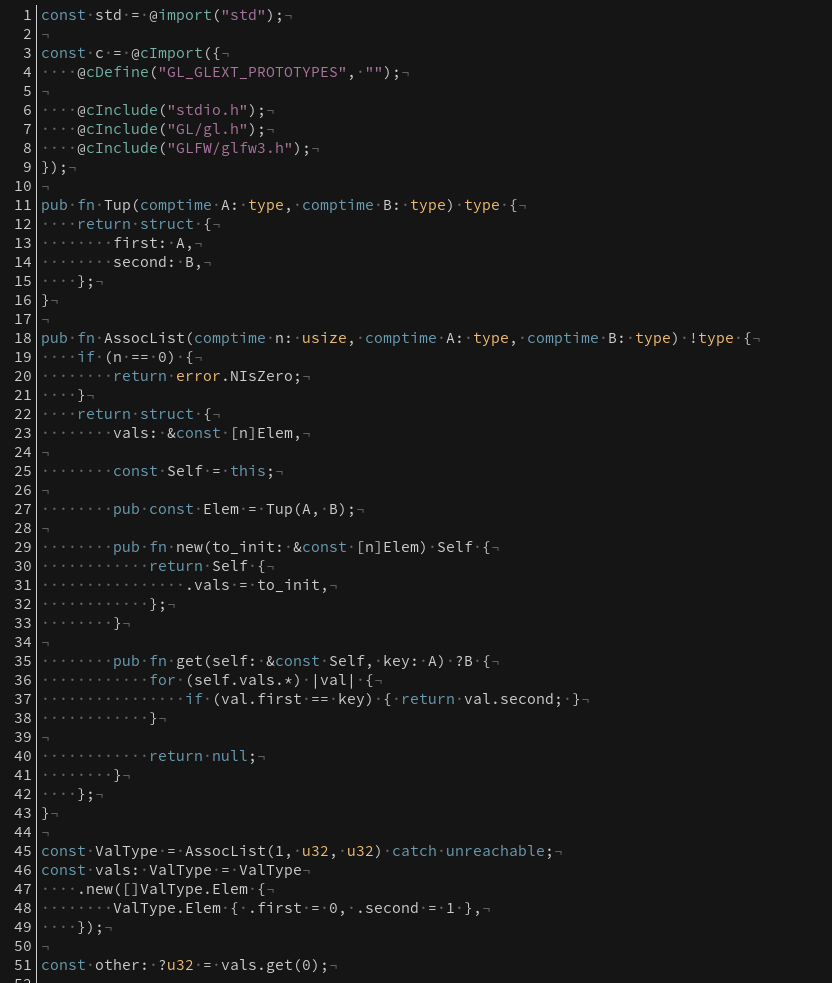 1 const std = @import("std");¬
2 ¬
3 const c = @cImport({¬
4 ····@cDefine("GL_GLEXT_PROTOTYPES",·"");¬
5 ¬
6 ····@cInclude("stdio.h");¬
7 ····@cInclude("GL/gl.h");¬
8 ····@cInclude("GLFW/glfw3.h");¬
9 });¬
10 ¬
11 pub·fn·Tup(comptime·A:·type,·comptime·B:·type)·type·{¬
12 ····return·struct·{¬
13 ········first:·A,¬
14 ········second:·B,¬
15 ····};¬
16 }¬
17 ¬
18 pub·fn·AssocList(comptime·n:·usize,·comptime·A:·type,·comptime·B:·type)·!type·{¬
19 ····if·(n·==·0)·{¬
20 ········return·error.NIsZero;¬
21 ····}¬
22 ····return·struct·{¬
23 ········vals:·&const·[n]Elem,¬
24 ¬
25 ········const·Self·=·this;¬
26 ¬
27 ········pub·const·Elem·=·Tup(A,·B);¬
28 ¬
29 ········pub·fn·new(to_init:·&const·[n]Elem)·Self·{¬
30 ············return·Self·{¬
31 ················.vals·=·to_init,¬
32 ············};¬
33 ········}¬
34 ¬
35 ········pub·fn·get(self:·&const·Self,·key:·A)·?B·{¬
36 ············for·(self.vals.*)·|val|·{¬
37 ················if·(val.first·==·key)·{·return·val.second;·}¬
38 ············}¬
39 ¬
40 ············return·null;¬
41 ········}¬
42 ····};¬
43 }¬
44 ¬
45 const·ValType·=·AssocList(1,·u32,·u32)·catch·unreachable;¬
46 const·vals:·ValType·=·ValType¬
47 ····.new([]ValType.Elem·{¬
48 ········ValType.Elem·{·.first·=·0,·.second·=·1·},¬
49 ····});¬
50 ¬
51 const·other:·?u32·=·vals.get(0);¬